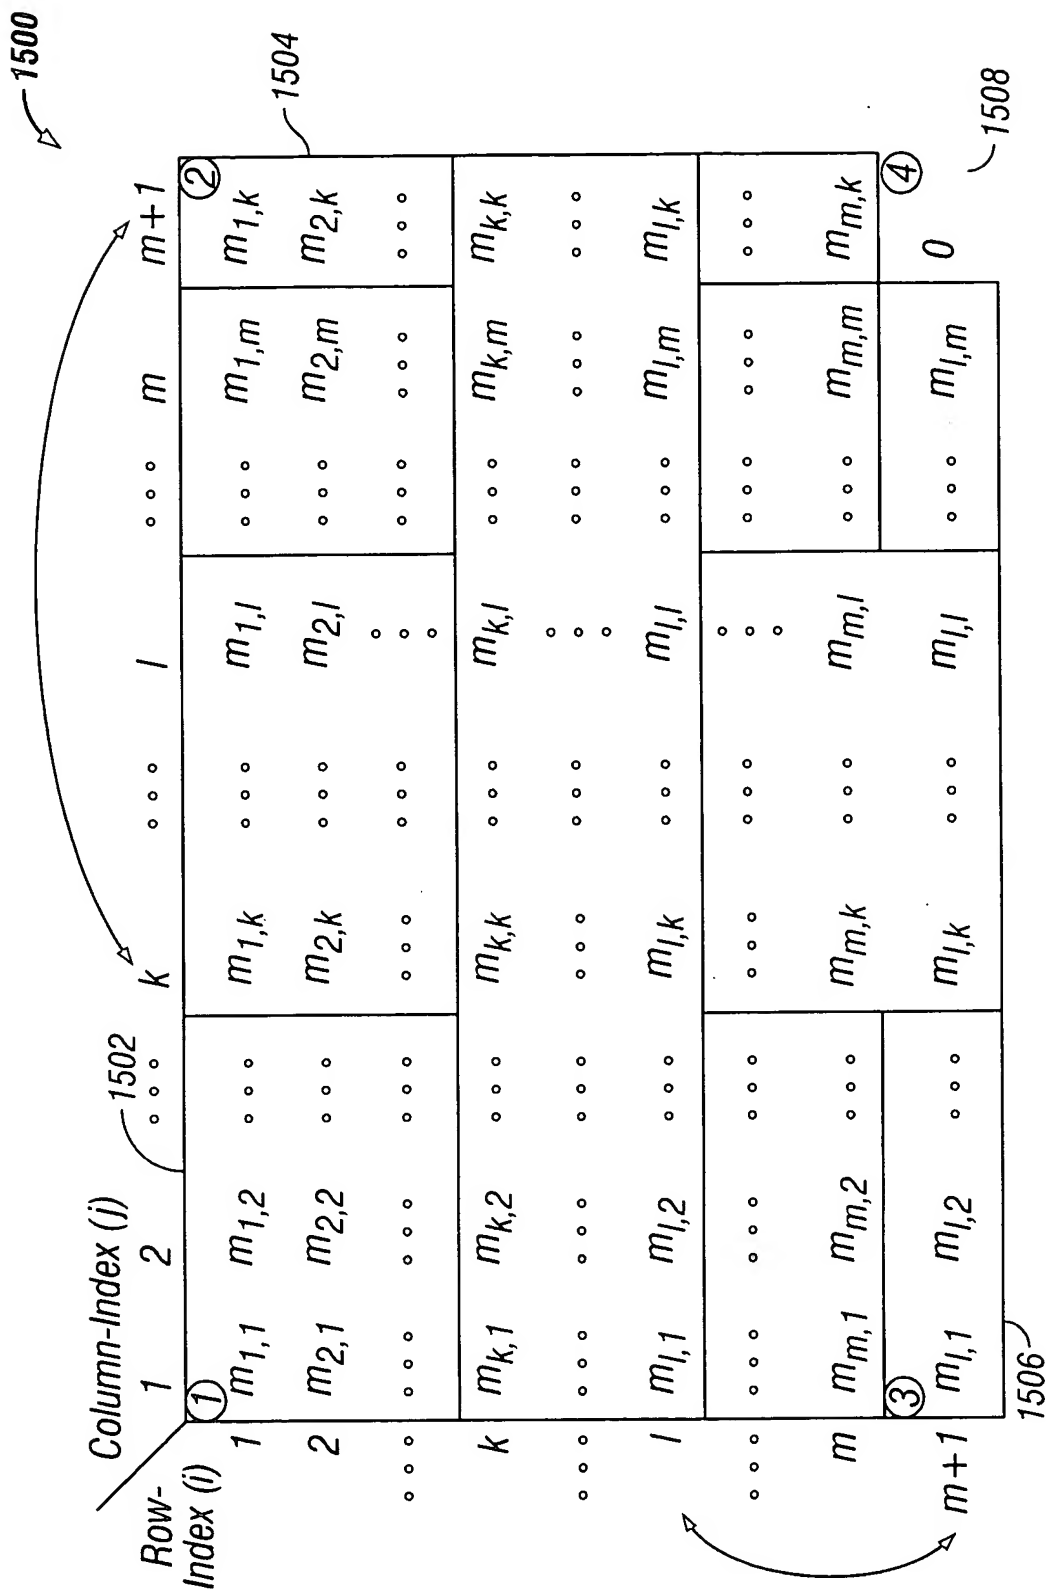 1500
Column-Index (j)
1502
1 2 ... k ... l ... m m+1
Row-
Index (i)
① ②
1 m1,1 m1,2 ... m1,k ... m1,l ... m1,m m1,k
1504
2 m2,1 m2,2 ... m2,k ... m2,l ... m2,m m2,k
... ... ... ... ... ... ... ... ... ...
k mk,1 mk,2 ... mk,k ... mk,l ... mk,m mk,k
... ... ... ... ... ... ... ... ... ...
l ml,1 ml,2 ... ml,k ... ml,l ... ml,m ml,k
... ... ... ... ... ... ... ... ... ...
m mm,1 mm,2 ... mm,k ... mm,l ... mm,m mm,k
③ ④
m+1 ml,1 ml,2 ... ml,k ... ml,l ... ml,m 0
1508
1506